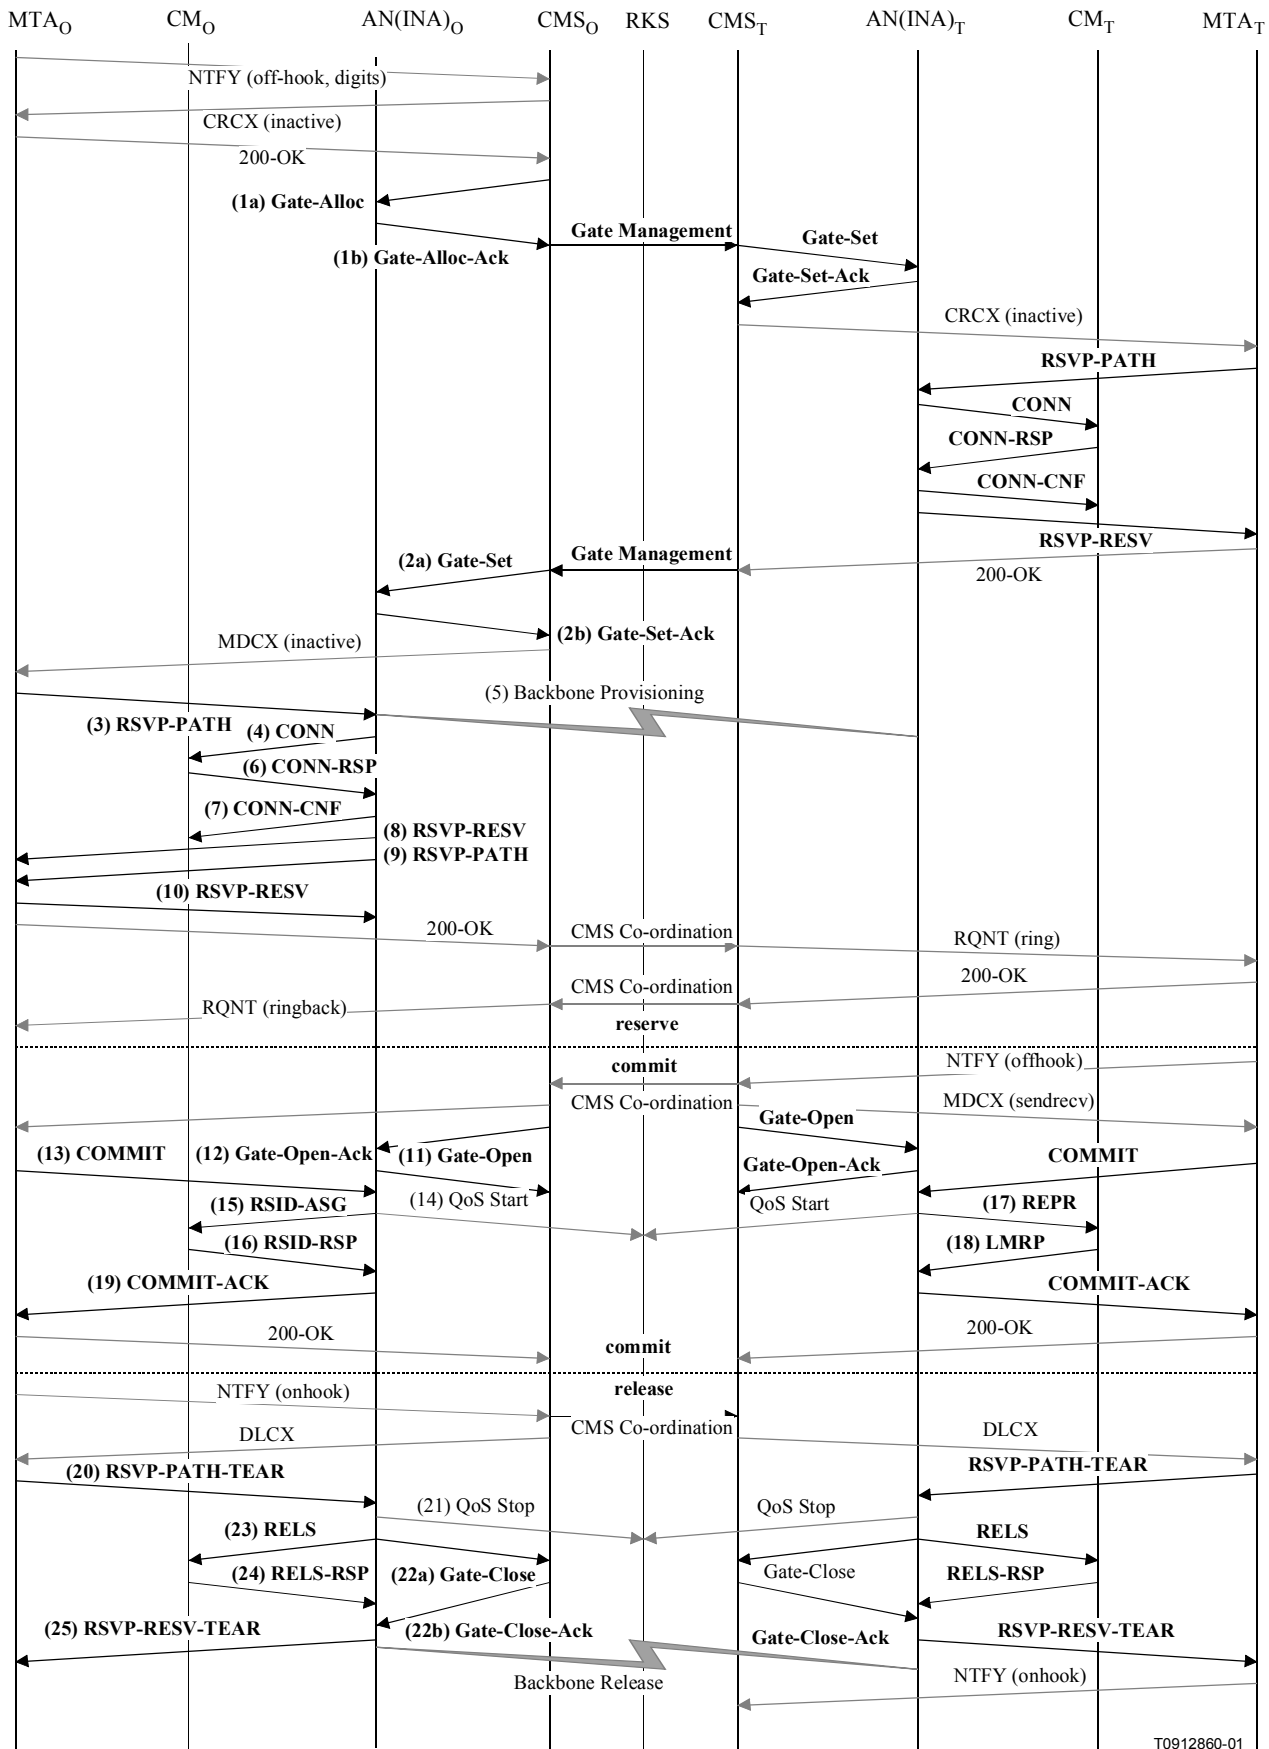 MTAO CMO AN(INA)O CMSO RKS CMST AN(INA)T CMT MTAT
NTFY (off-hook, digits)
CRCX (inactive)
200-OK
(1a) Gate-Alloc
Gate Management Gate-Set
(1b) Gate-Alloc-Ack
Gate-Set-Ack
CRCX (inactive)
RSVP-PATH
CONN
CONN-RSP
CONN-CNF
RSVP-RESV
(2a) Gate-Set Gate Management
200-OK
(2b) Gate-Set-Ack
MDCX (inactive)
(5) Backbone Provisioning
(3) RSVP-PATH
(4) CONN
(6) CONN-RSP
(7) CONN-CNF
(8) RSVP-RESV
(9) RSVP-PATH
(10) RSVP-RESV
200-OK CMS Co-ordination RQNT (ring)
200-OK
CMS Co-ordination
RQNT (ringback)
reserve
commit NTFY (offhook)
CMS Co-ordination MDCX (sendrecv)
Gate-Open
(13) COMMIT (12) Gate-Open-Ack (11) Gate-Open COMMIT
Gate-Open-Ack
(15) RSID-ASG (14) QoS Start QoS Start (17) REPR
(16) RSID-RSP (18) LMRP
(19) COMMIT-ACK COMMIT-ACK
200-OK 200-OK
commit
release
NTFY (onhook)
CMS Co-ordination
DLCX DLCX
(20) RSVP-PATH-TEAR RSVP-PATH-TEAR
(21) QoS Stop QoS Stop
(23) RELS RELS
(24) RELS-RSP (22a) Gate-Close Gate-Close RELS-RSP
(25) RSVP-RESV-TEAR (22b) Gate-Close-Ack Gate-Close-Ack RSVP-RESV-TEAR
Backbone Release NTFY (onhook)
T0912860-01